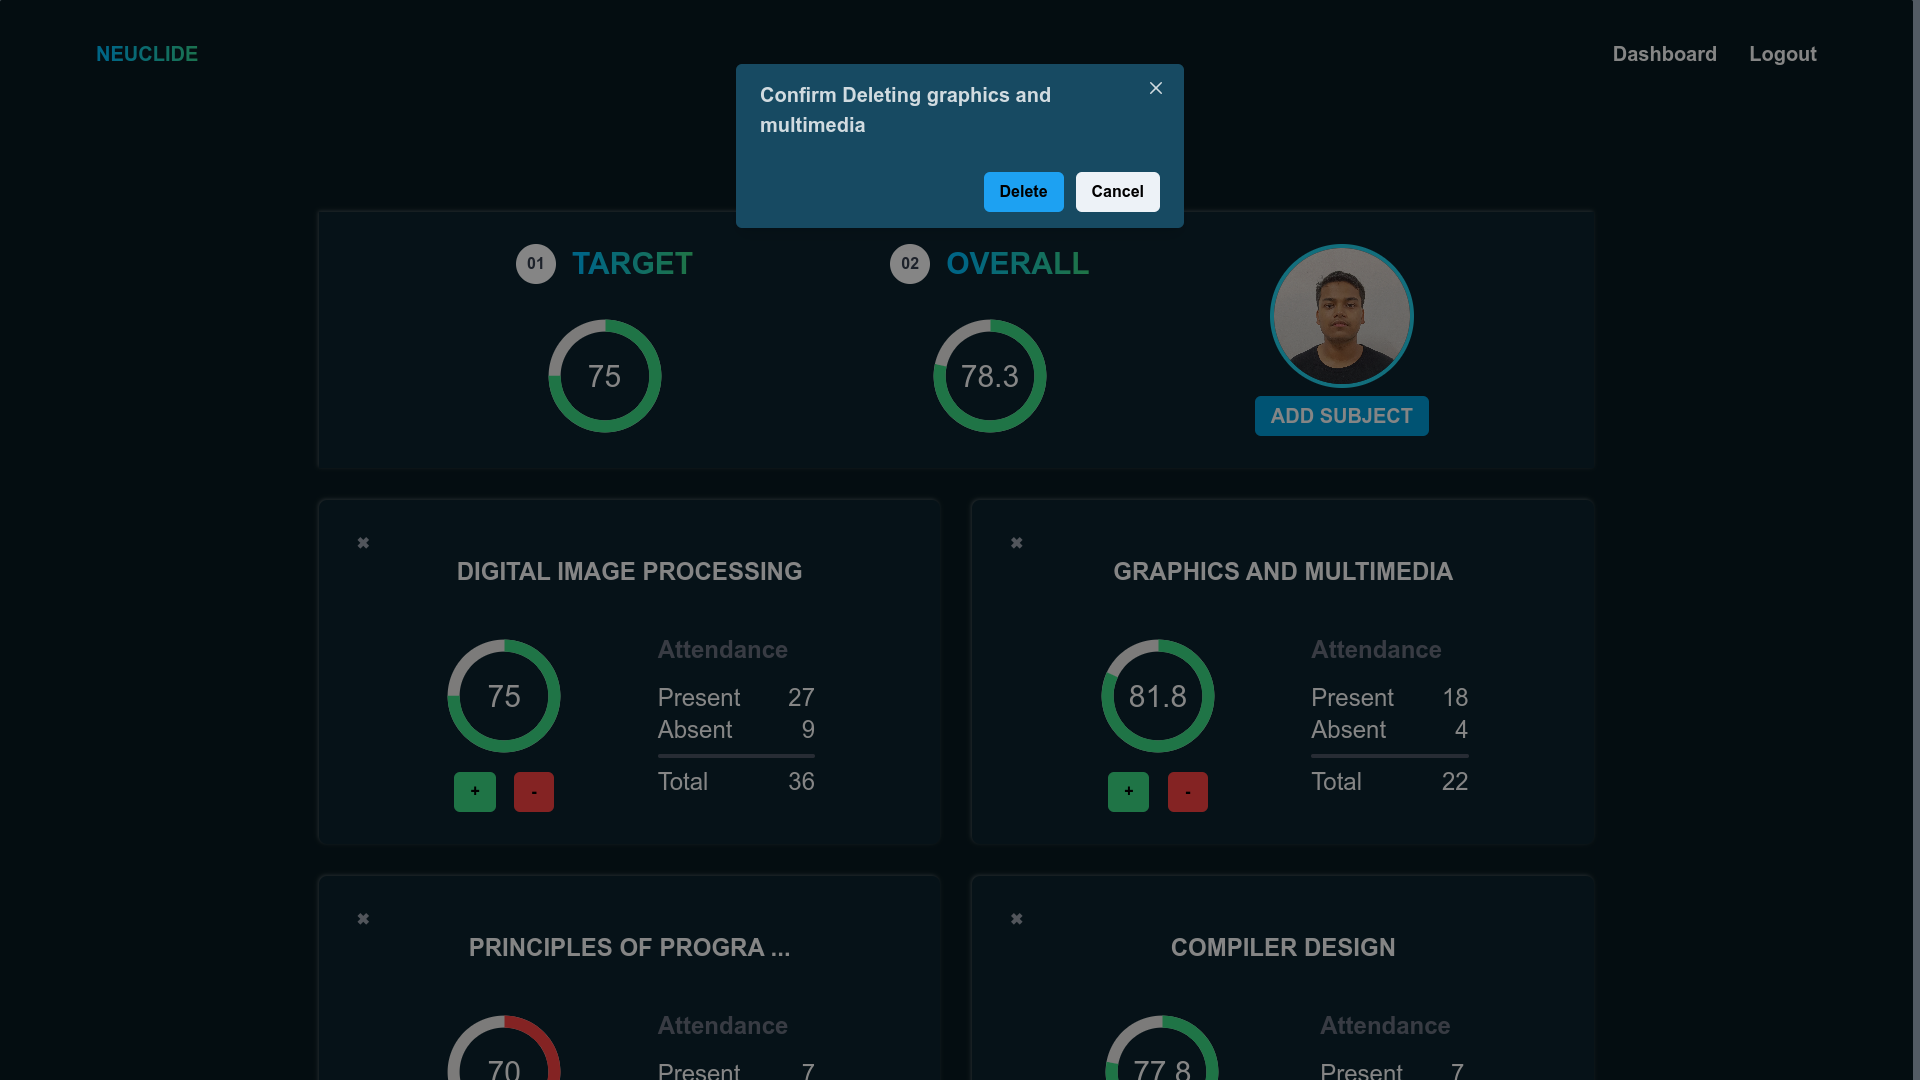 NEUCLIDE
Dashboard
Logout
Confirm Deleting graphics and
multimedia
Delete
Cancel
01
TARGET
75
02
OVERALL
78.3
ADD SUBJECT
DIGITAL IMAGE PROCESSING
75
+
-
Attendance
Present 27
Absent 9
Total 36
GRAPHICS AND MULTIMEDIA
81.8
+
-
Attendance
Present 18
Absent 4
Total 22
PRINCIPLES OF PROGRA ...
70
Attendance
Present 7
COMPILER DESIGN
77.8
Attendance
Present 7